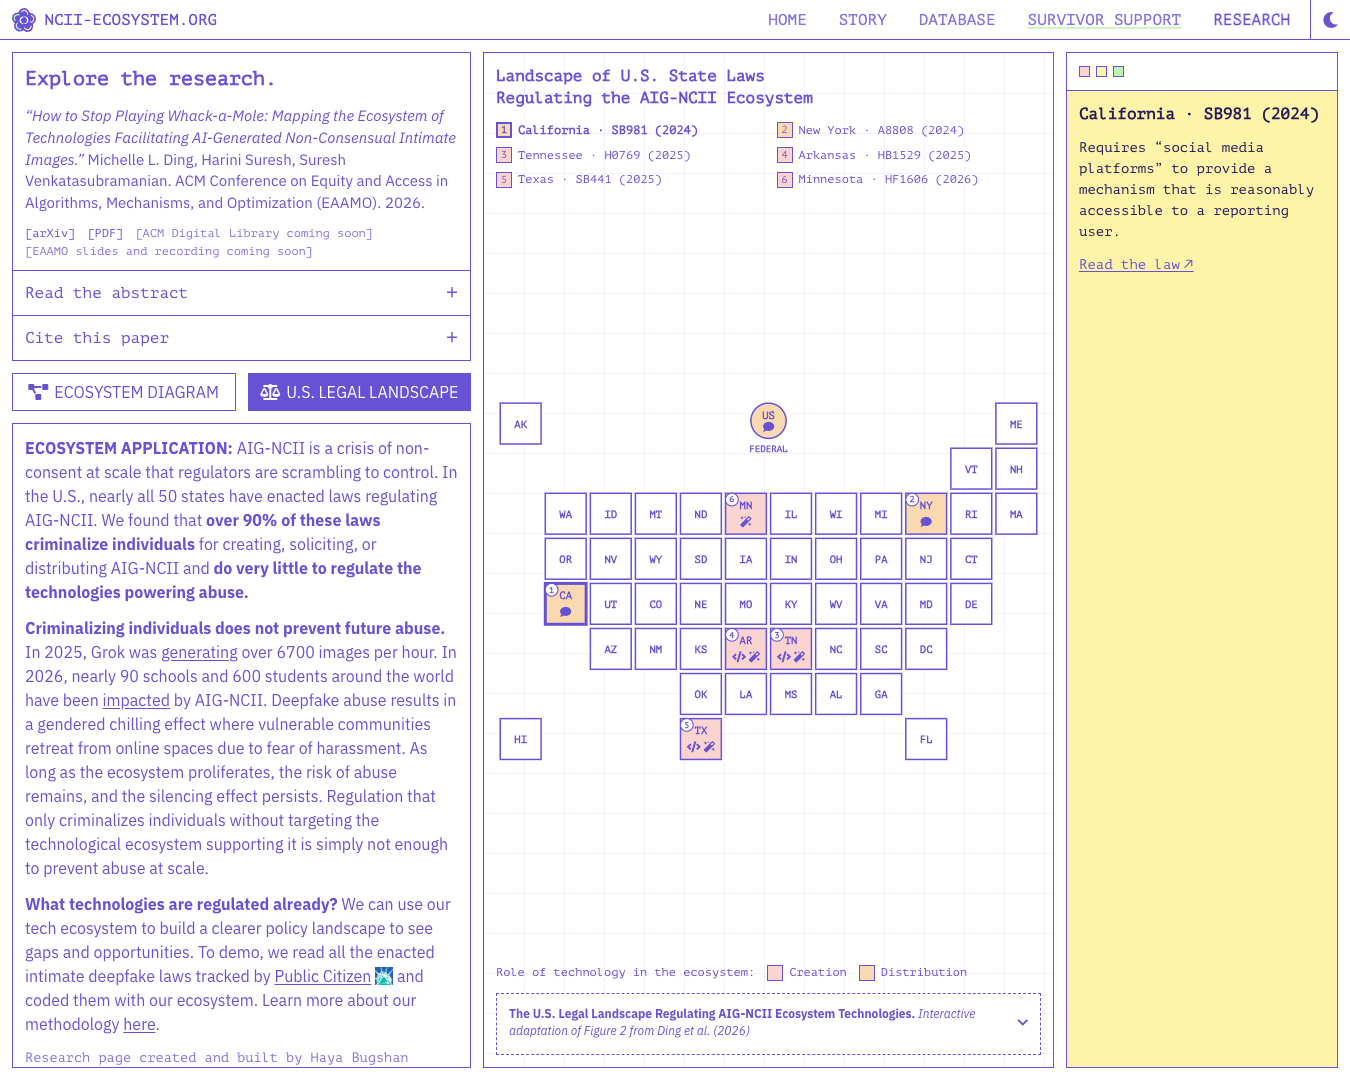 NCII-ECOSYSTEM.ORG
HOME
STORY
DATABASE
SURVIVOR SUPPORT
RESEARCH
Explore the research.
“How to Stop Playing Whack-a-Mole: Mapping the Ecosystem of
Technologies Facilitating AI-Generated Non-Consensual Intimate
Images.” Michelle L. Ding, Harini Suresh, Suresh
Venkatasubramanian. ACM Conference on Equity and Access in
Algorithms, Mechanisms, and Optimization (EAAMO). 2026.
[arXiv] [PDF] [ACM Digital Library coming soon]
[EAAMO slides and recording coming soon]
Read the abstract +
Cite this paper +
ECOSYSTEM DIAGRAM
U.S. LEGAL LANDSCAPE
ECOSYSTEM APPLICATION: AIG-NCII is a crisis of non-
consent at scale that regulators are scrambling to control. In
the U.S., nearly all 50 states have enacted laws regulating
AIG-NCII. We found that over 90% of these laws
criminalize individuals for creating, soliciting, or
distributing AIG-NCII and do very little to regulate the
technologies powering abuse.
Criminalizing individuals does not prevent future abuse.
In 2025, Grok was generating over 6700 images per hour. In
2026, nearly 90 schools and 600 students around the world
have been impacted by AIG-NCII. Deepfake abuse results in
a gendered chilling effect where vulnerable communities
retreat from online spaces due to fear of harassment. As
long as the ecosystem proliferates, the risk of abuse
remains, and the silencing effect persists. Regulation that
only criminalizes individuals without targeting the
technological ecosystem supporting it is simply not enough
to prevent abuse at scale.
What technologies are regulated already? We can use our
tech ecosystem to build a clearer policy landscape to see
gaps and opportunities. To demo, we read all the enacted
intimate deepfake laws tracked by Public Citizen and
coded them with our ecosystem. Learn more about our
methodology here.
Research page created and built by Haya Bugshan
Landscape of U.S. State Laws
Regulating the AIG-NCII Ecosystem
1 California · SB981 (2024)
2 New York · A8808 (2024)
3 Tennessee · H0769 (2025)
4 Arkansas · HB1529 (2025)
5 Texas · SB441 (2025)
6 Minnesota · HF1606 (2026)
AK
US
FEDERAL
ME
VT
NH
WA
ID
MT
ND
6 MN
IL
WI
MI
2 NY
RI
MA
OR
NV
WY
SD
IA
IN
OH
PA
NJ
CT
1 CA
UT
CO
NE
MO
KY
WV
VA
MD
DE
AZ
NM
KS
4 AR
3 TN
NC
SC
DC
OK
LA
MS
AL
GA
HI
5 TX
FL
Role of technology in the ecosystem: Creation Distribution
The U.S. Legal Landscape Regulating AIG-NCII Ecosystem Technologies. Interactive
adaptation of Figure 2 from Ding et al. (2026)
California · SB981 (2024)
Requires “social media
platforms” to provide a
mechanism that is reasonably
accessible to a reporting
user.
Read the law↗